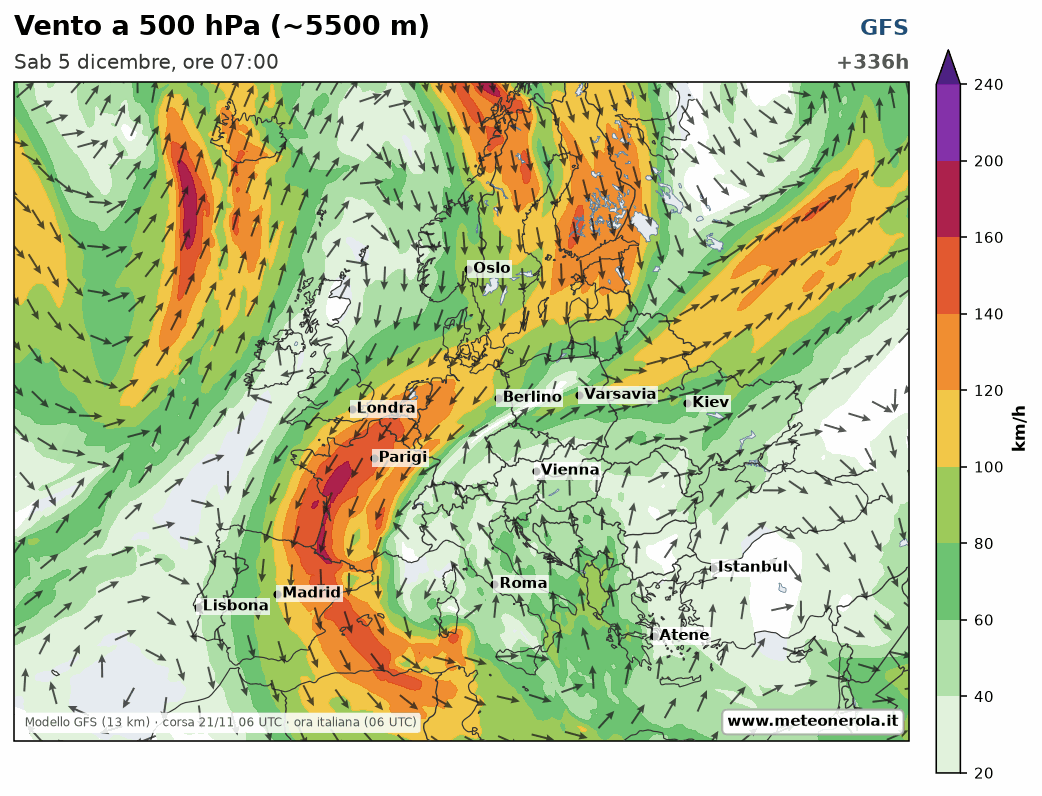 Vento a 500 hPa (~5500 m)
GFS
Sab 5 dicembre, ore 07:00
+336h
240
200
160
140
120
100
80
60
40
20
km/h
Oslo
Londra
Berlino
Varsavia
Kiev
Parigi
Vienna
Istanbul
Roma
Madrid
Lisbona
Atene
Modello GFS (13 km) · corsa 21/11 06 UTC · ora italiana (06 UTC)
www.meteonerola.it